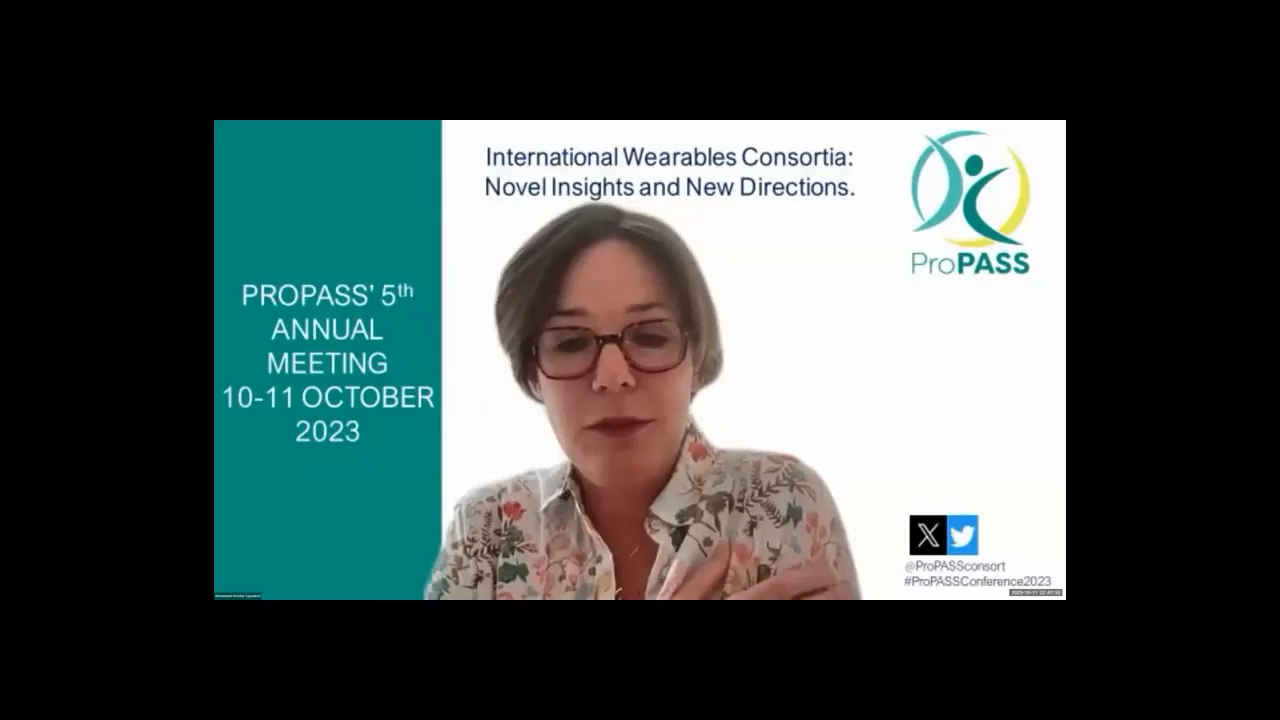 International Wearables Consortia:
Novel Insights and New Directions.
ProPASS
PROPASS’ 5th
ANNUAL
MEETING
10-11 OCTOBER
2023
@ProPASSconsort
#ProPASSConference2023